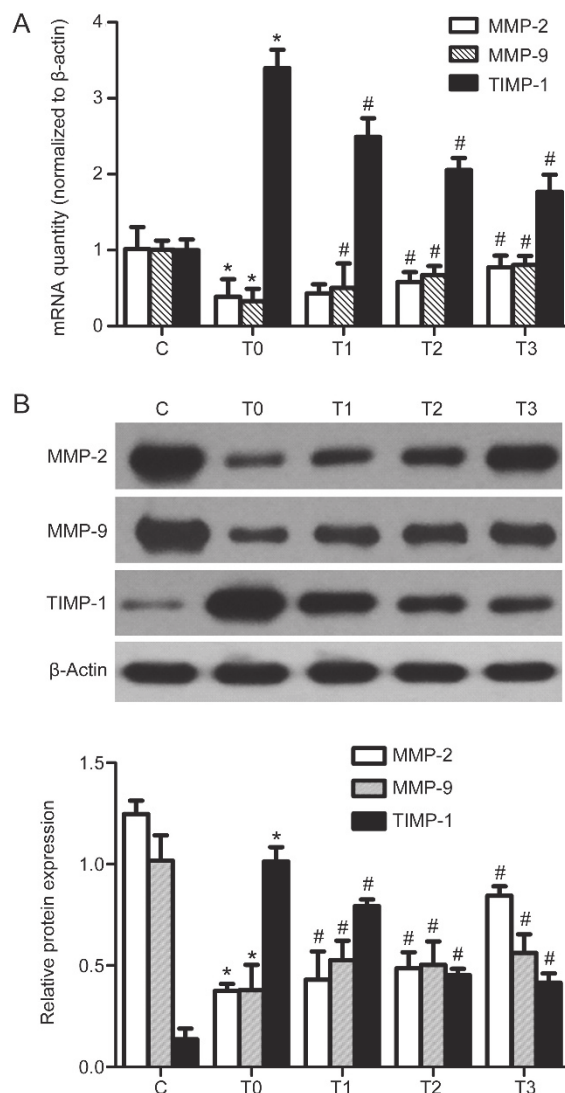 A
mRNA quantity (normalized to β-actin)
4
3
2
1
0
MMP-2
MMP-9
TIMP-1
* * *
# #
# # #
# # #
C T0 T1 T2 T3
B
C T0 T1 T2 T3
MMP-2
MMP-9
TIMP-1
β-Actin
Relative protein expression
1.5
1.0
0.5
0.0
MMP-2
MMP-9
TIMP-1
* * *
# # #
# # #
# # #
C T0 T1 T2 T3